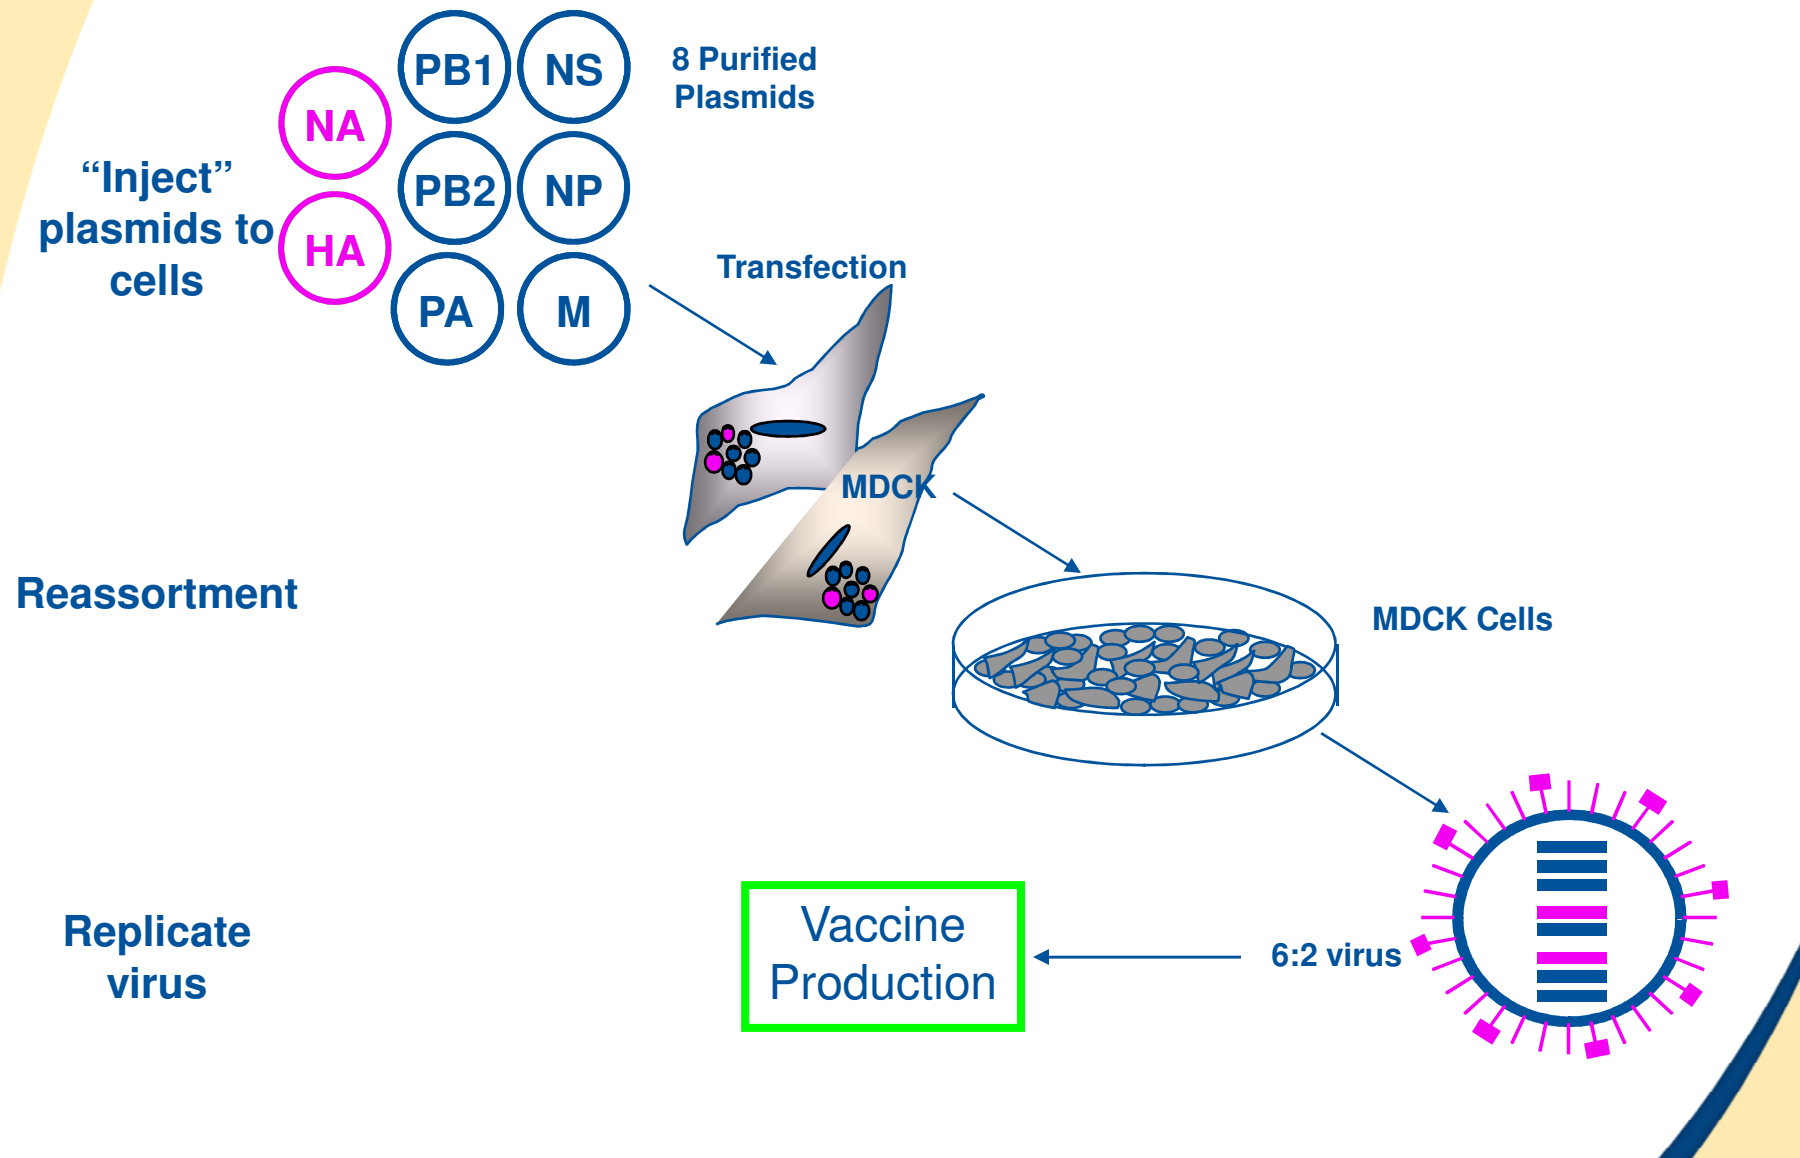 PB1 NS
8 Purified
Plasmids
NA
“Inject”
plasmids to
cells
PB2 NP
HA
PA M
Transfection
MDCK
Reassortment
MDCK Cells
Replicate
virus
Vaccine
Production
6:2 virus